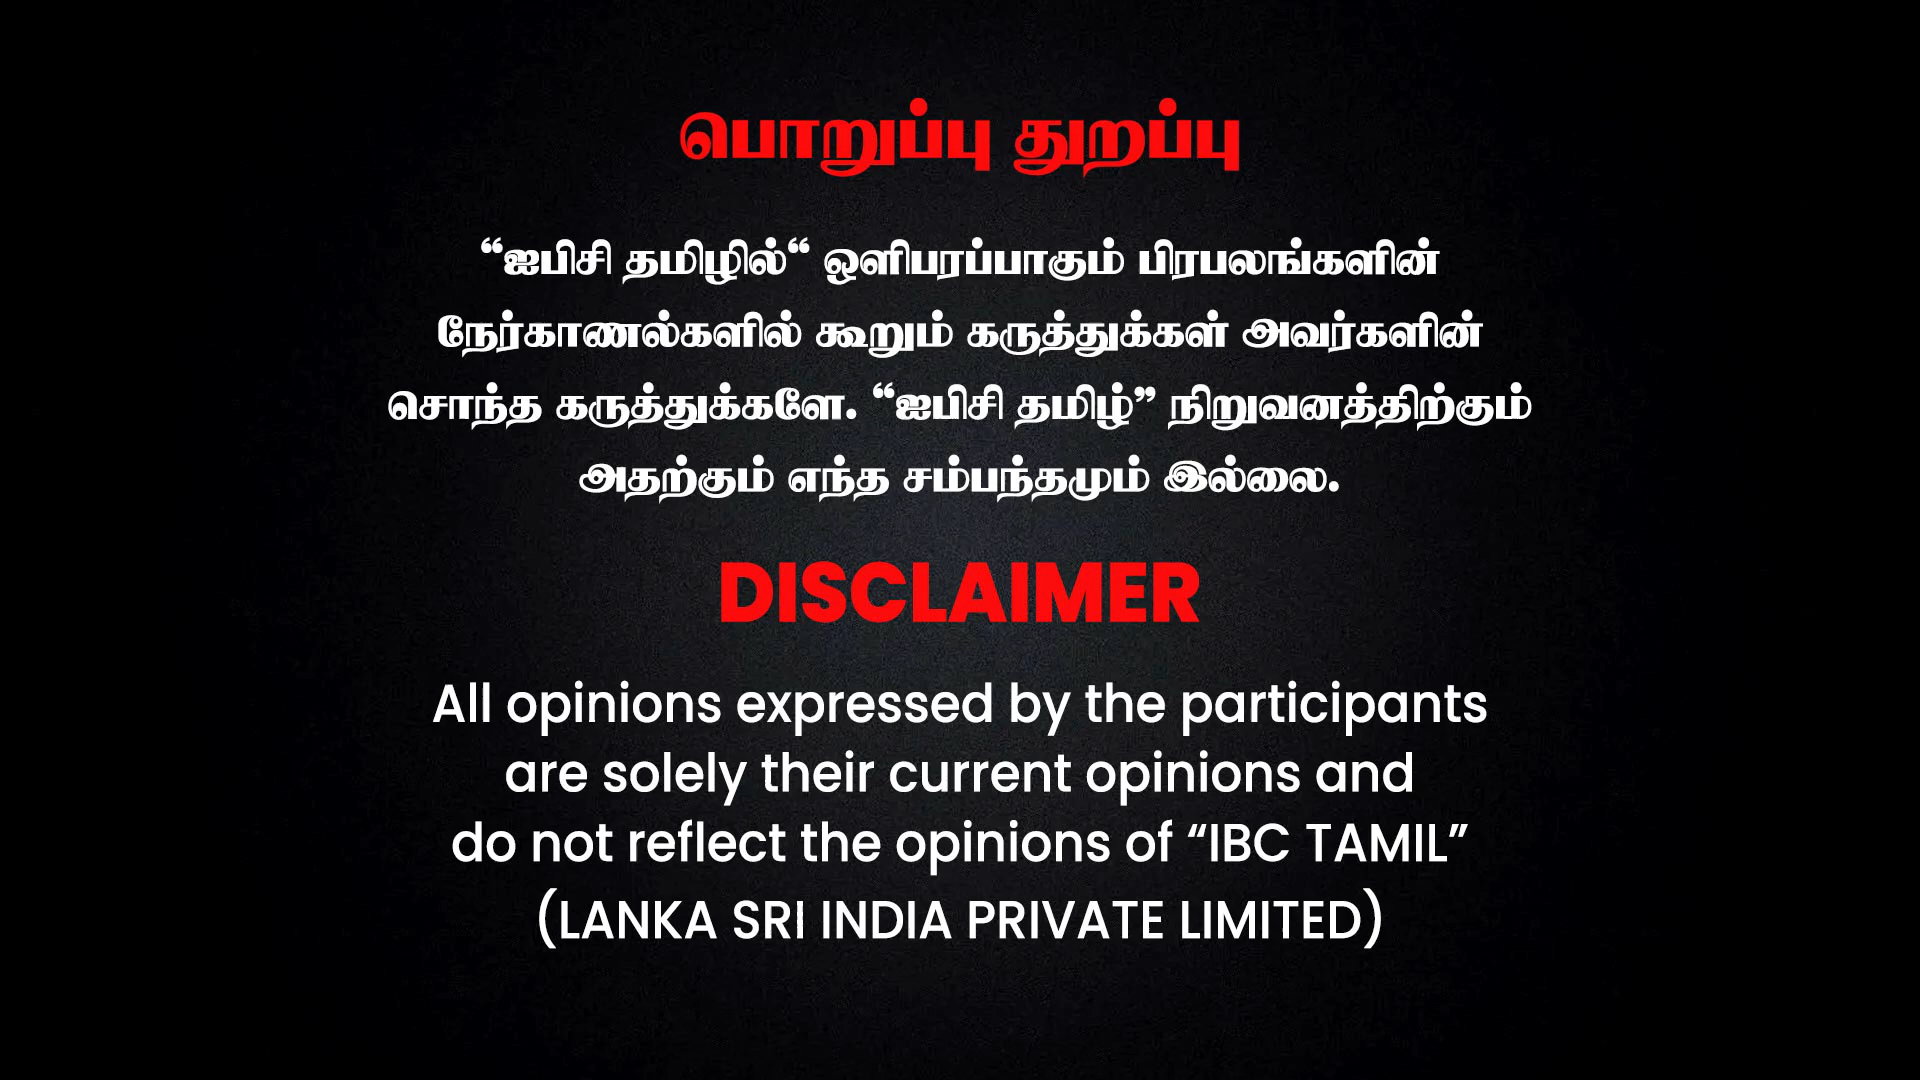 பொறுப்பு துறப்பு
“ஐபிசி தமிழில்“ ஒளிபரப்பாகும் பிரபலங்களின்
நேர்காணல்களில் கூறும் கருத்துக்கள் அவர்களின்
சொந்த கருத்துக்களே. “ஐபிசி தமிழ்” நிறுவனத்திற்கும்
அதற்கும் எந்த சம்பந்தமும் இல்லை.
DISCLAIMER
All opinions expressed by the participants
are solely their current opinions and
do not reflect the opinions of “IBC TAMIL”
(LANKA SRI INDIA PRIVATE LIMITED)